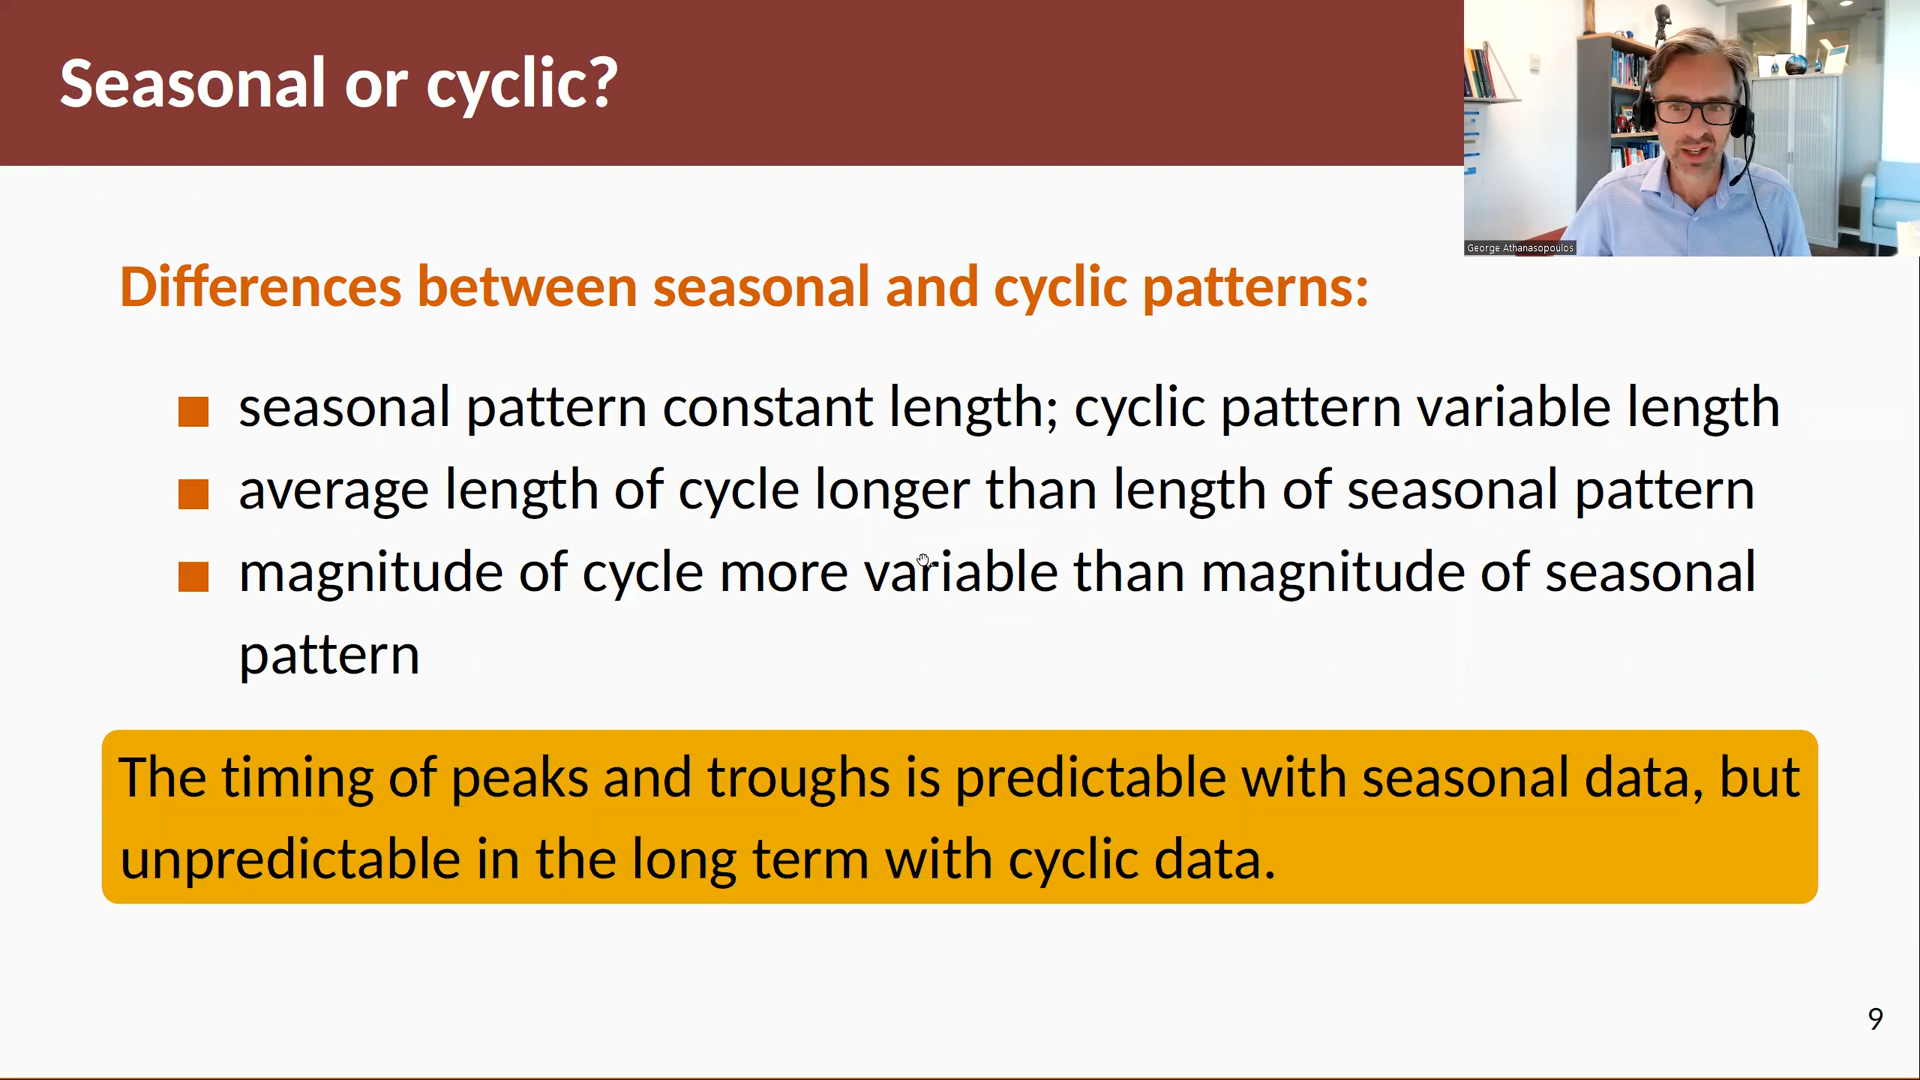 Seasonal or cyclic?
George Athanasopoulos
Differences between seasonal and cyclic patterns:
seasonal pattern constant length; cyclic pattern variable length
average length of cycle longer than length of seasonal pattern
magnitude of cycle more variable than magnitude of seasonal
pattern
The timing of peaks and troughs is predictable with seasonal data, but
unpredictable in the long term with cyclic data.
9